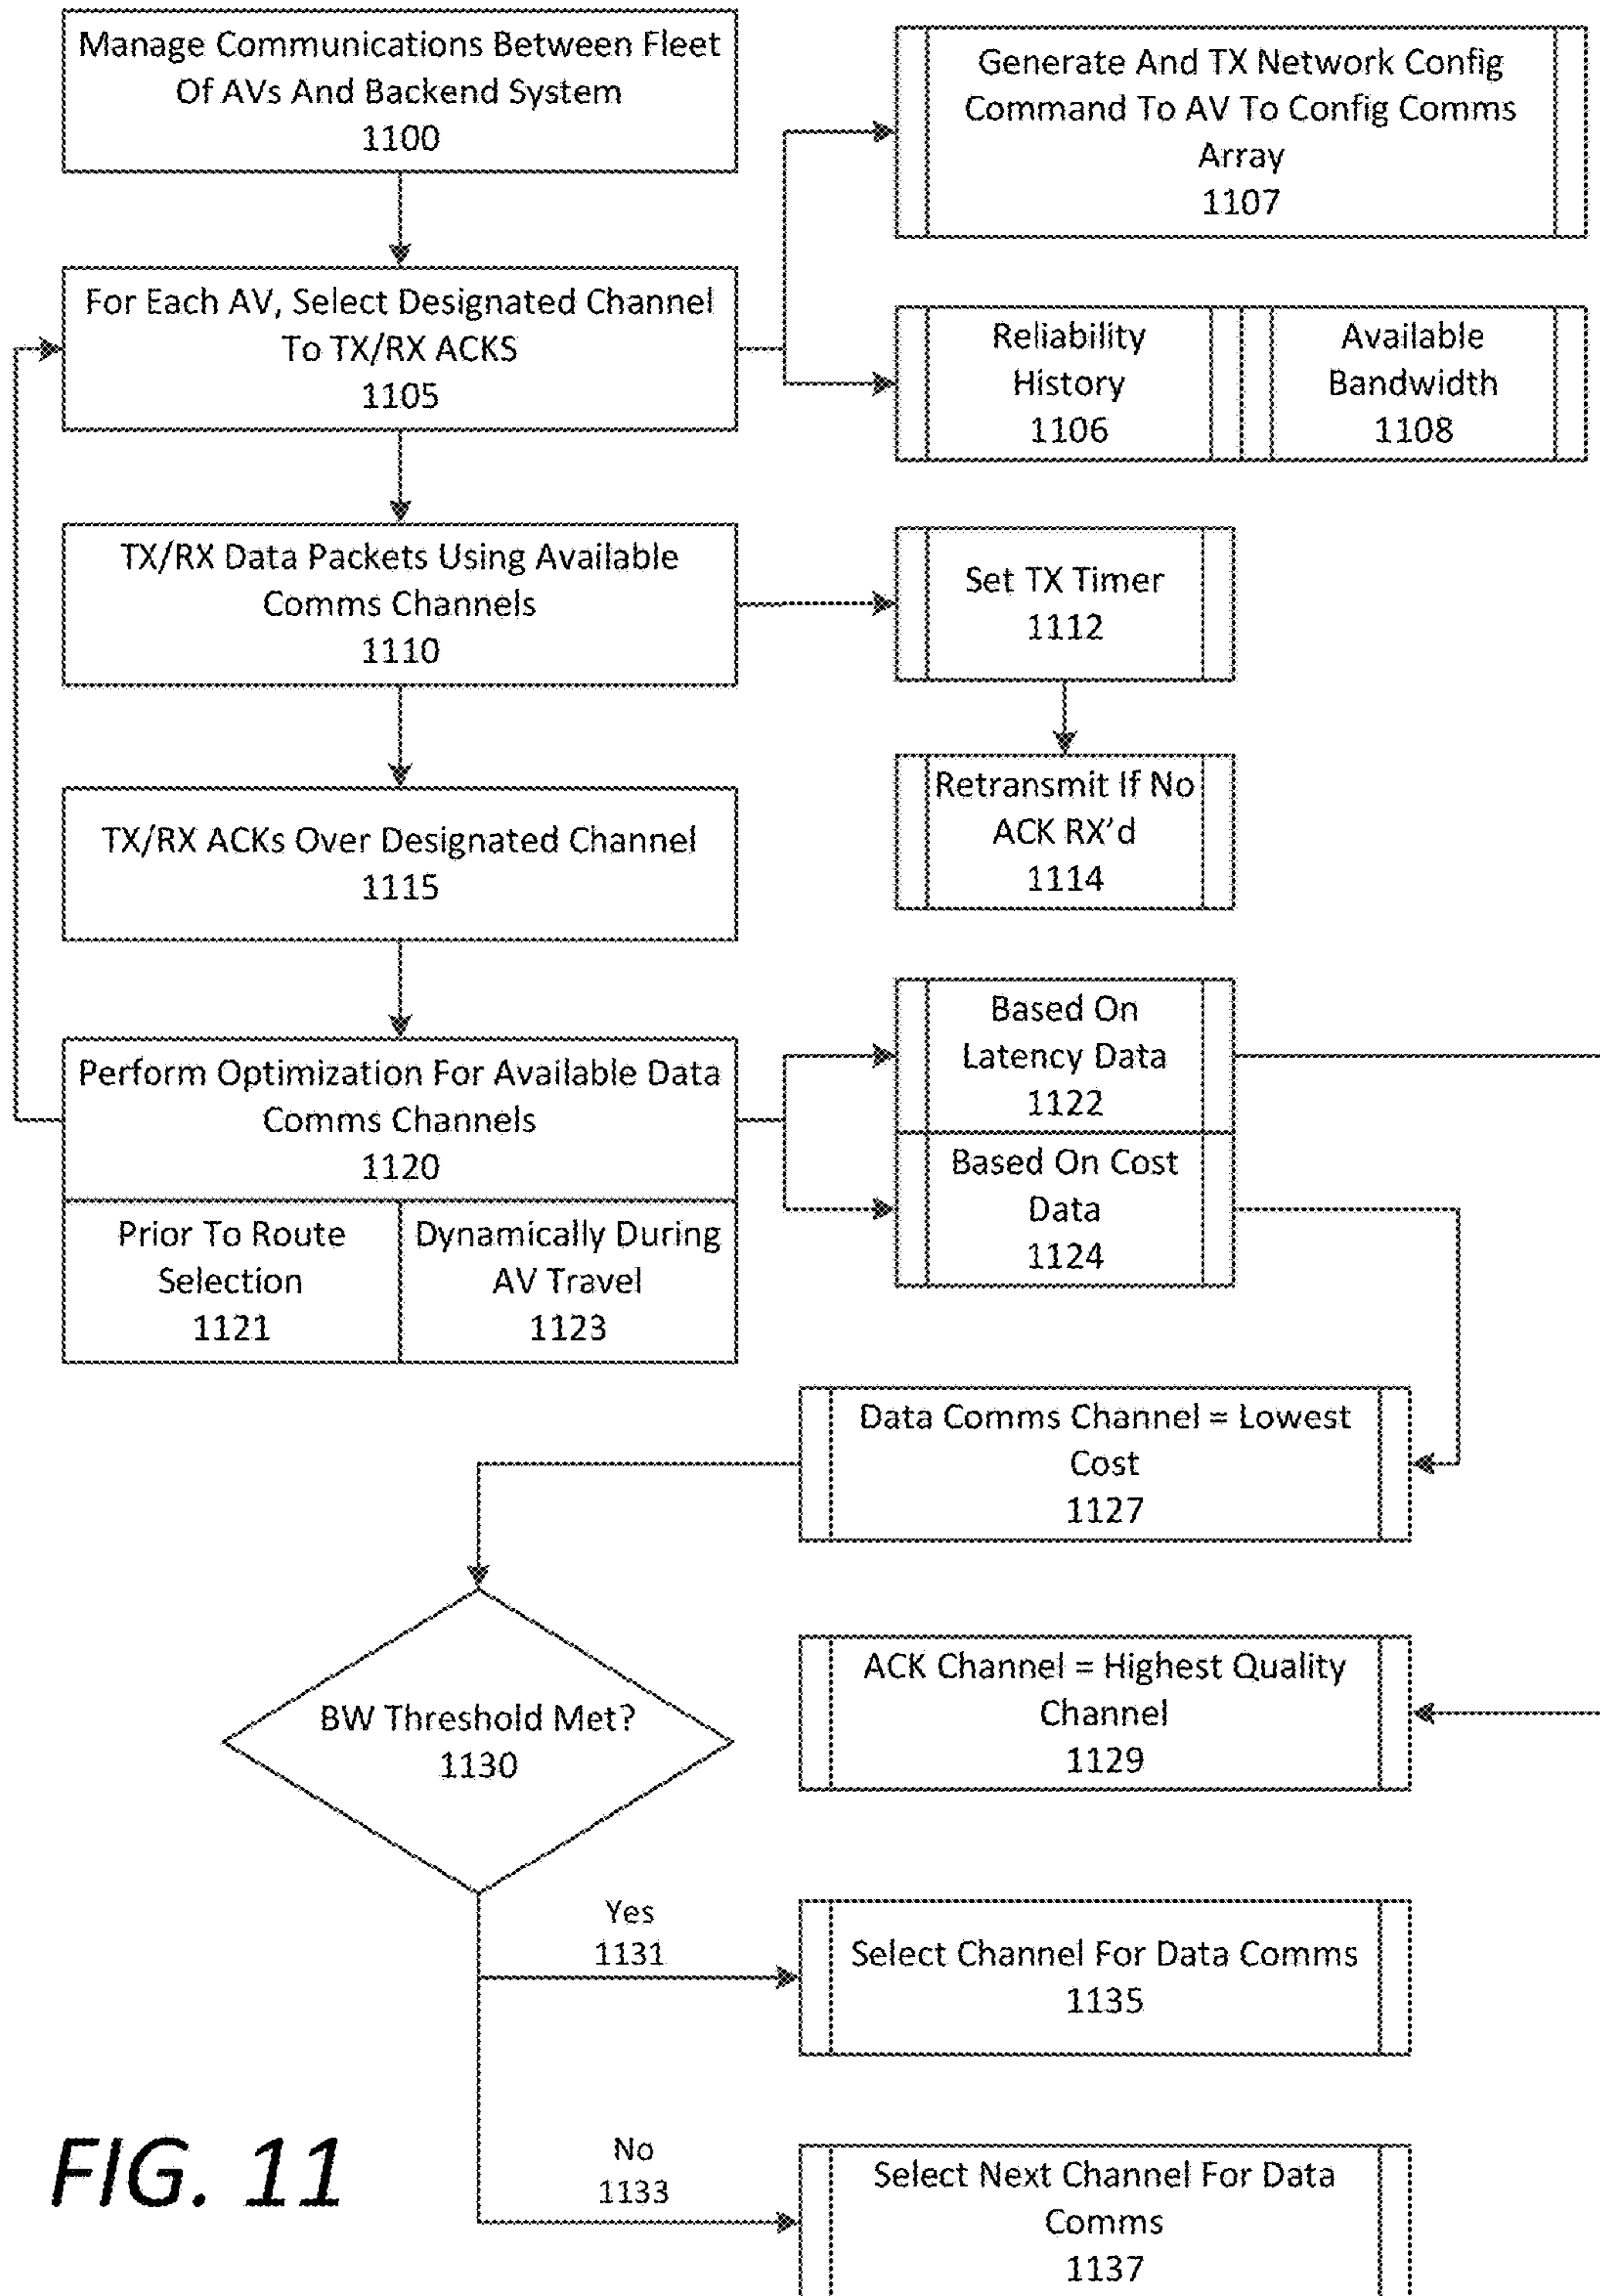 Manage Communications Between Fleet
Of AVs And Backend System
1100
Generate And TX Network Config
Command To AV To Config Comms
Array
1107
For Each AV, Select Designated Channel
To TX/RX ACKS
1105
Reliability
History
1106
Available
Bandwidth
1108
TX/RX Data Packets Using Available
Comms Channels
1110
Set TX Timer
1112
Retransmit If No
ACK RX'd
1114
TX/RX ACKs Over Designated Channel
1115
Perform Optimization For Available Data
Comms Channels
1120
Prior To Route
Selection
1121
Dynamically During
AV Travel
1123
Based On
Latency Data
1122
Based On Cost
Data
1124
Data Comms Channel = Lowest
Cost
1127
BW Threshold Met?
1130
ACK Channel = Highest Quality
Channel
1129
Yes
1131
Select Channel For Data Comms
1135
No
1133
Select Next Channel For Data
Comms
1137
FIG. 11